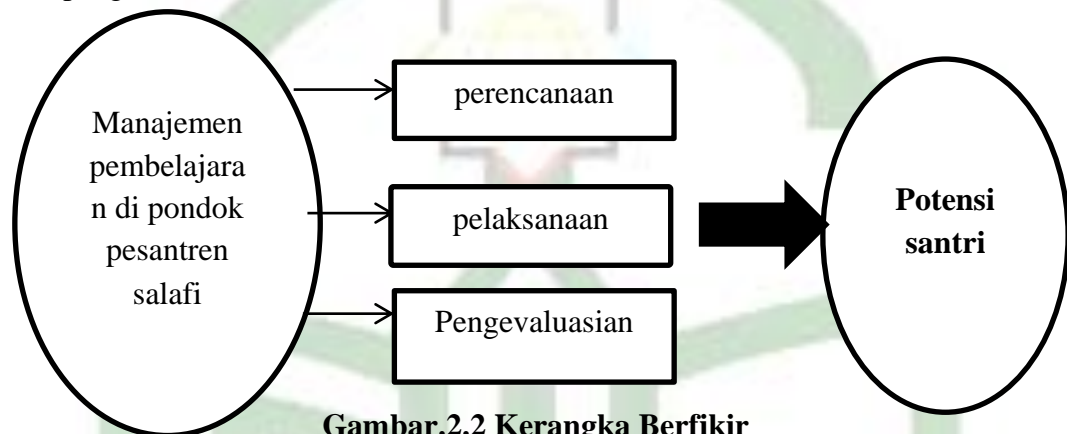 Manajemen
pembelajara
n di pondok
pesantren
salafi
perencanaan
pelaksanaan
Pengevaluasian
Potensi
santri
Gambar.2.2 Kerangka Berfikir